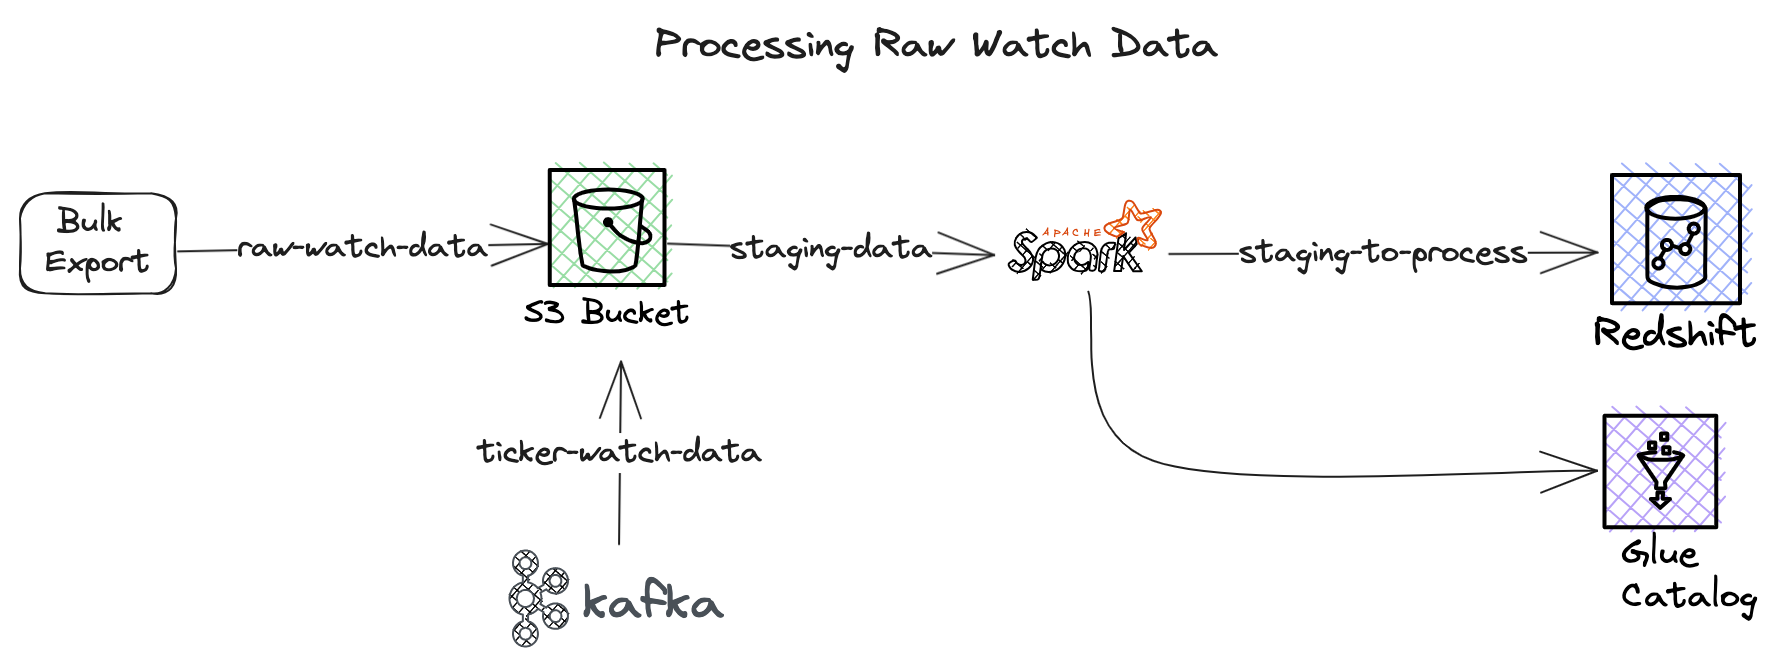 Processing Raw Watch Data
Bulk
Export
raw-watch-data
S3 Bucket
staging-data
APACHE
Spark
staging-to-process
Redshift
ticker-watch-data
kafka
Glue
Catalog